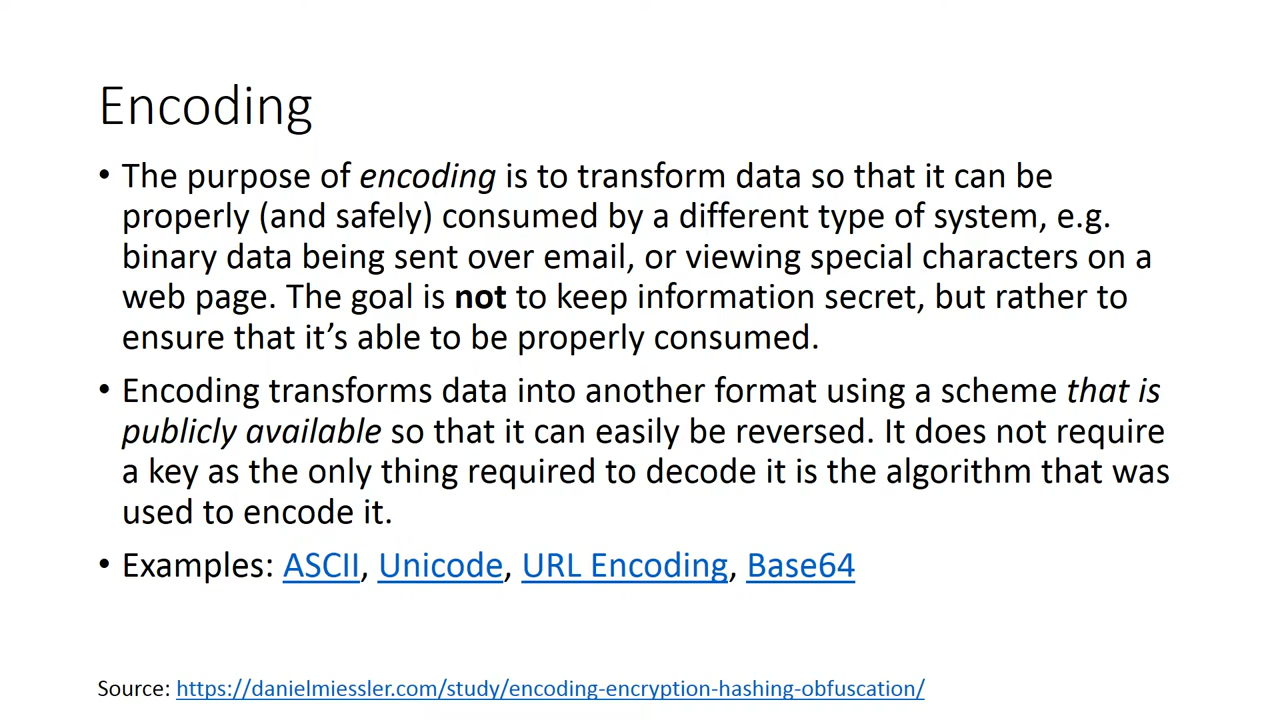 Encoding
• The purpose of encoding is to transform data so that it can be
properly (and safely) consumed by a different type of system, e.g.
binary data being sent over email, or viewing special characters on a
web page. The goal is not to keep information secret, but rather to
ensure that it’s able to be properly consumed.
• Encoding transforms data into another format using a scheme that is
publicly available so that it can easily be reversed. It does not require
a key as the only thing required to decode it is the algorithm that was
used to encode it.
• Examples: ASCII, Unicode, URL Encoding, Base64
Source: https://danielmiessler.com/study/encoding-encryption-hashing-obfuscation/